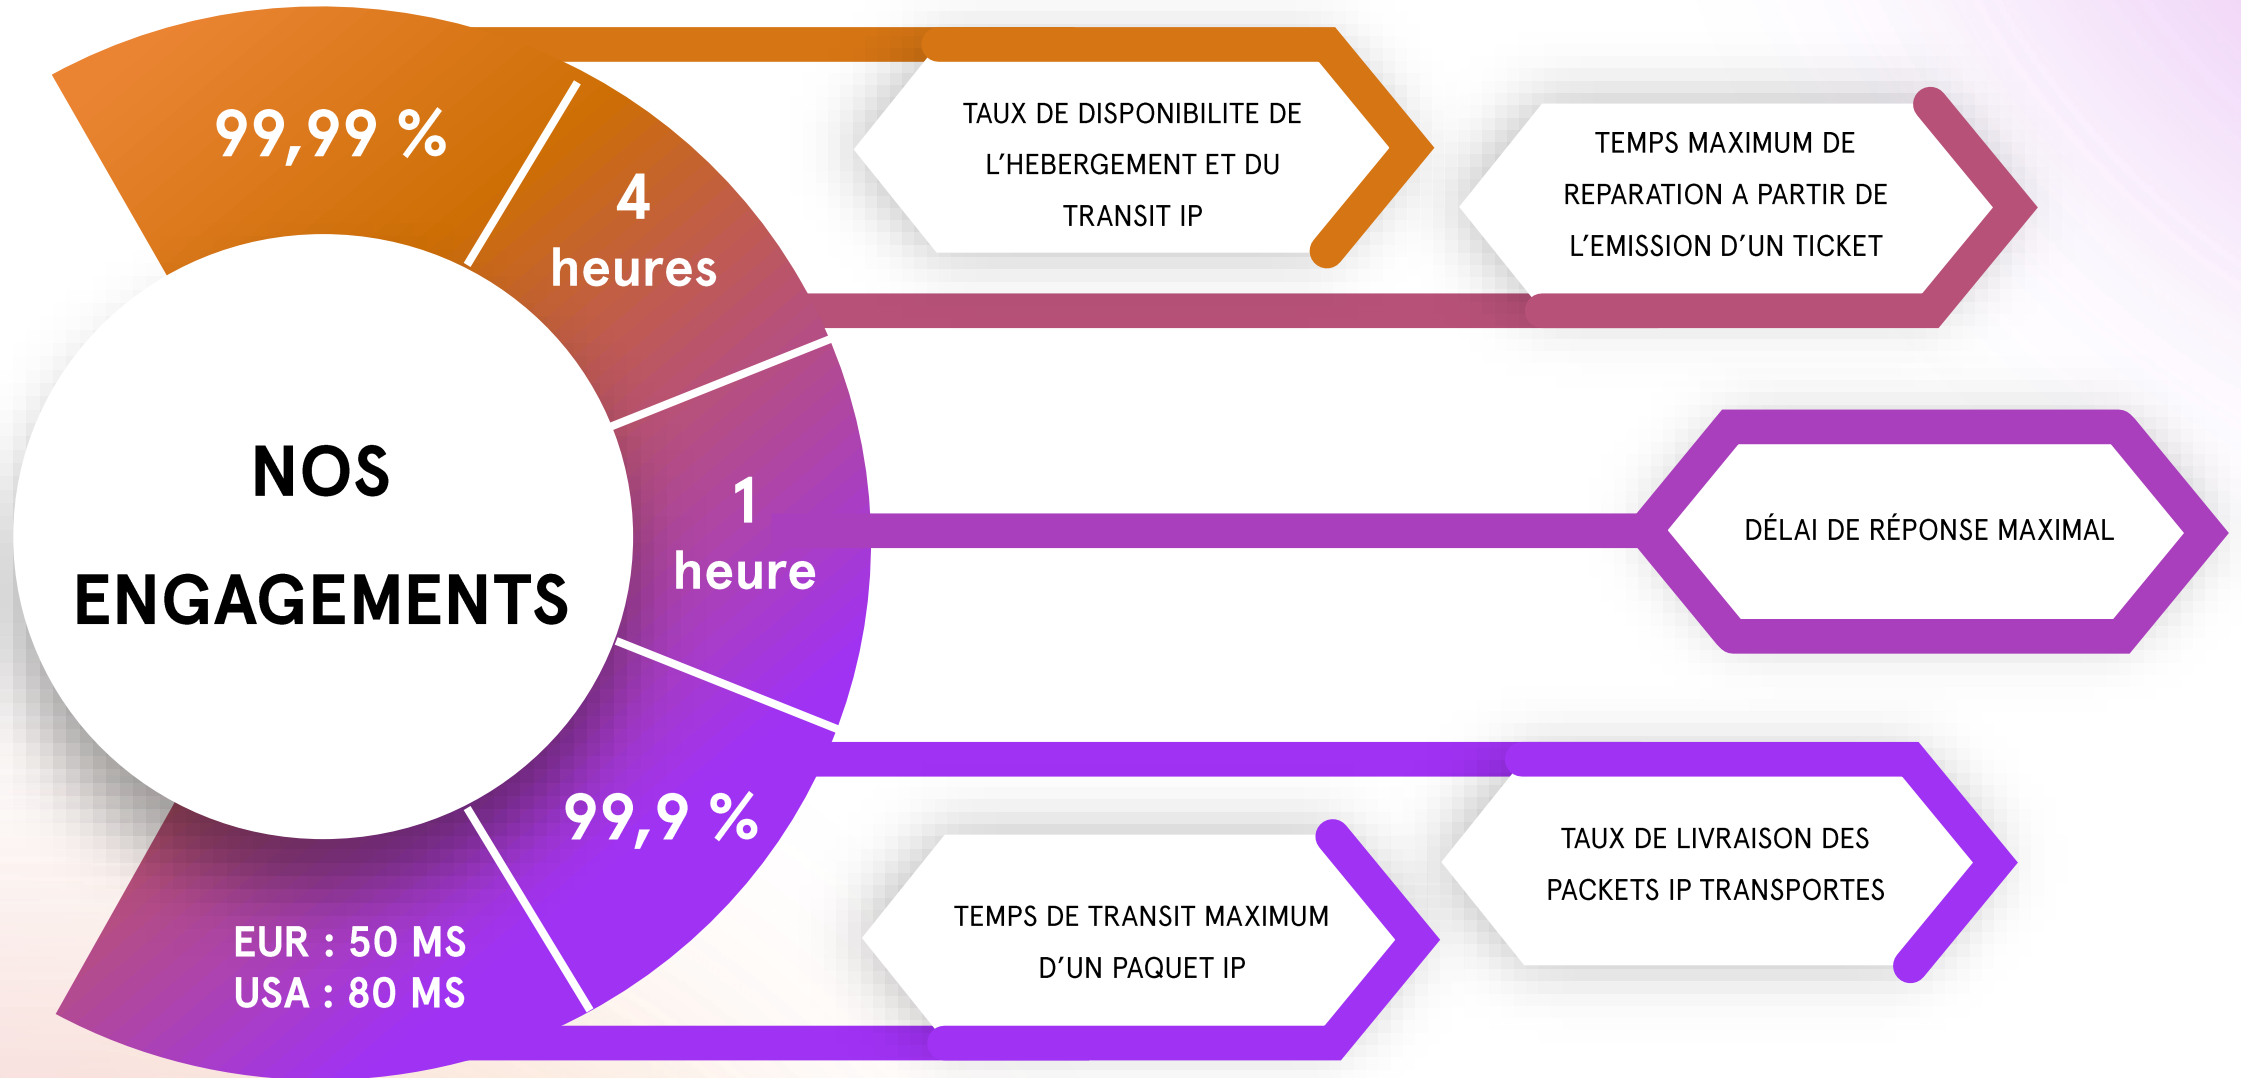 NOS
ENGAGEMENTS
99,99 %
TAUX DE DISPONIBILITE DE
L’HEBERGEMENT ET DU
TRANSIT IP
4
heures
TEMPS MAXIMUM DE
REPARATION A PARTIR DE
L’EMISSION D’UN TICKET
1
heure
DÉLAI DE RÉPONSE MAXIMAL
99,9 %
TAUX DE LIVRAISON DES
PACKETS IP TRANSPORTES
EUR : 50 MS
USA : 80 MS
TEMPS DE TRANSIT MAXIMUM
D’UN PAQUET IP